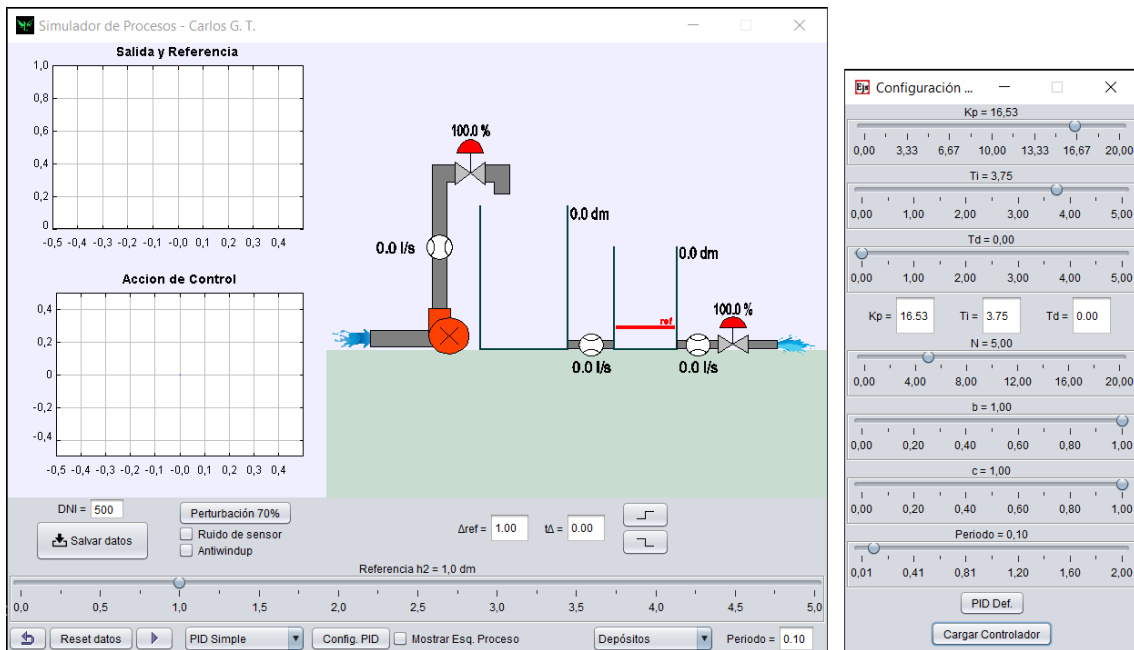 Simulador de Procesos - Carlos G. T.
Salida y Referencia
1,0
0,8
0,6
0,4
0,2
0
-0,5 -0,4 -0,3 -0,2 -0,1 -0,0 0,1 0,2 0,3 0,4
Accion de Control
0,4
0,2
0
-0,2
-0,4
-0,5 -0,4 -0,3 -0,2 -0,1 -0,0 0,1 0,2 0,3 0,4
100.0 %
0.0 l/s
0.0 dm
0.0 dm
ref
100.0 %
0.0 l/s
0.0 l/s
DNI = 500
Salvar datos
Perturbación 70%
Ruido de sensor
Antiwindup
Δref = 1.00 tΔ = 0.00
Referencia h2 = 1,0 dm
0,0 0,5 1,0 1,5 2,0 2,5 3,0 3,5 4,0 4,5 5,0
Reset datos PID Simple Config. PID Mostrar Esq. Proceso Depósitos Periodo = 0.10
Ejs Configuración ...
Kp = 16,53
0,00 3,33 6,67 10,00 13,33 16,67 20,00
Ti = 3,75
0,00 1,00 2,00 3,00 4,00 5,00
Td = 0,00
0,00 1,00 2,00 3,00 4,00 5,00
Kp = 16.53 Ti = 3.75 Td = 0.00
N = 5,00
0,00 4,00 8,00 12,00 16,00 20,00
b = 1,00
0,00 0,20 0,40 0,60 0,80 1,00
c = 1,00
0,00 0,20 0,40 0,60 0,80 1,00
Periodo = 0,10
0,01 0,41 0,81 1,20 1,60 2,00
PID Def.
Cargar Controlador